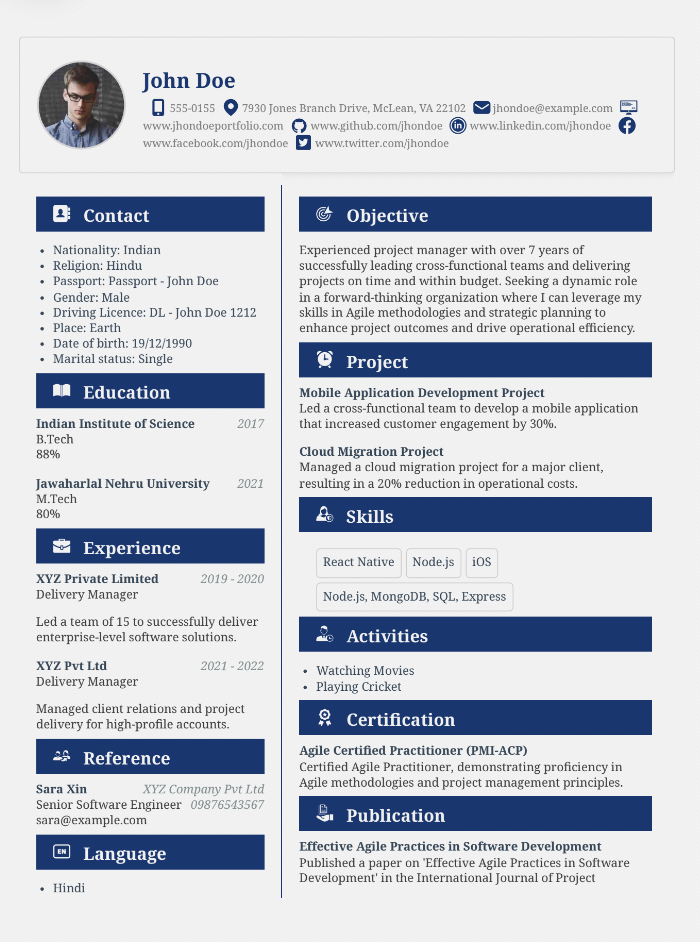 John Doe
555-0155 7930 Jones Branch Drive, McLean, VA 22102 jhondoe@example.com
www.jhondoeportfolio.com www.github.com/jhondoe www.linkedin.com/jhondoe
www.facebook.com/jhondoe www.twitter.com/jhondoe
Contact
• Nationality: Indian
• Religion: Hindu
• Passport: Passport - John Doe
• Gender: Male
• Driving Licence: DL - John Doe 1212
• Place: Earth
• Date of birth: 19/12/1990
• Marital status: Single
Education
Indian Institute of Science 2017
B.Tech
88%
Jawaharlal Nehru University 2021
M.Tech
80%
Experience
XYZ Private Limited 2019 - 2020
Delivery Manager
Led a team of 15 to successfully deliver
enterprise-level software solutions.
XYZ Pvt Ltd 2021 - 2022
Delivery Manager
Managed client relations and project
delivery for high-profile accounts.
Reference
Sara Xin XYZ Company Pvt Ltd
Senior Software Engineer 09876543567
sara@example.com
EN Language
• Hindi
Objective
Experienced project manager with over 7 years of
successfully leading cross-functional teams and delivering
projects on time and within budget. Seeking a dynamic role
in a forward-thinking organization where I can leverage my
skills in Agile methodologies and strategic planning to
enhance project outcomes and drive operational efficiency.
Project
Mobile Application Development Project
Led a cross-functional team to develop a mobile application
that increased customer engagement by 30%.
Cloud Migration Project
Managed a cloud migration project for a major client,
resulting in a 20% reduction in operational costs.
Skills
React Native Node.js iOS
Node.js, MongoDB, SQL, Express
Activities
• Watching Movies
• Playing Cricket
Certification
Agile Certified Practitioner (PMI-ACP)
Certified Agile Practitioner, demonstrating proficiency in
Agile methodologies and project management principles.
Publication
Effective Agile Practices in Software Development
Published a paper on 'Effective Agile Practices in Software
Development' in the International Journal of Project